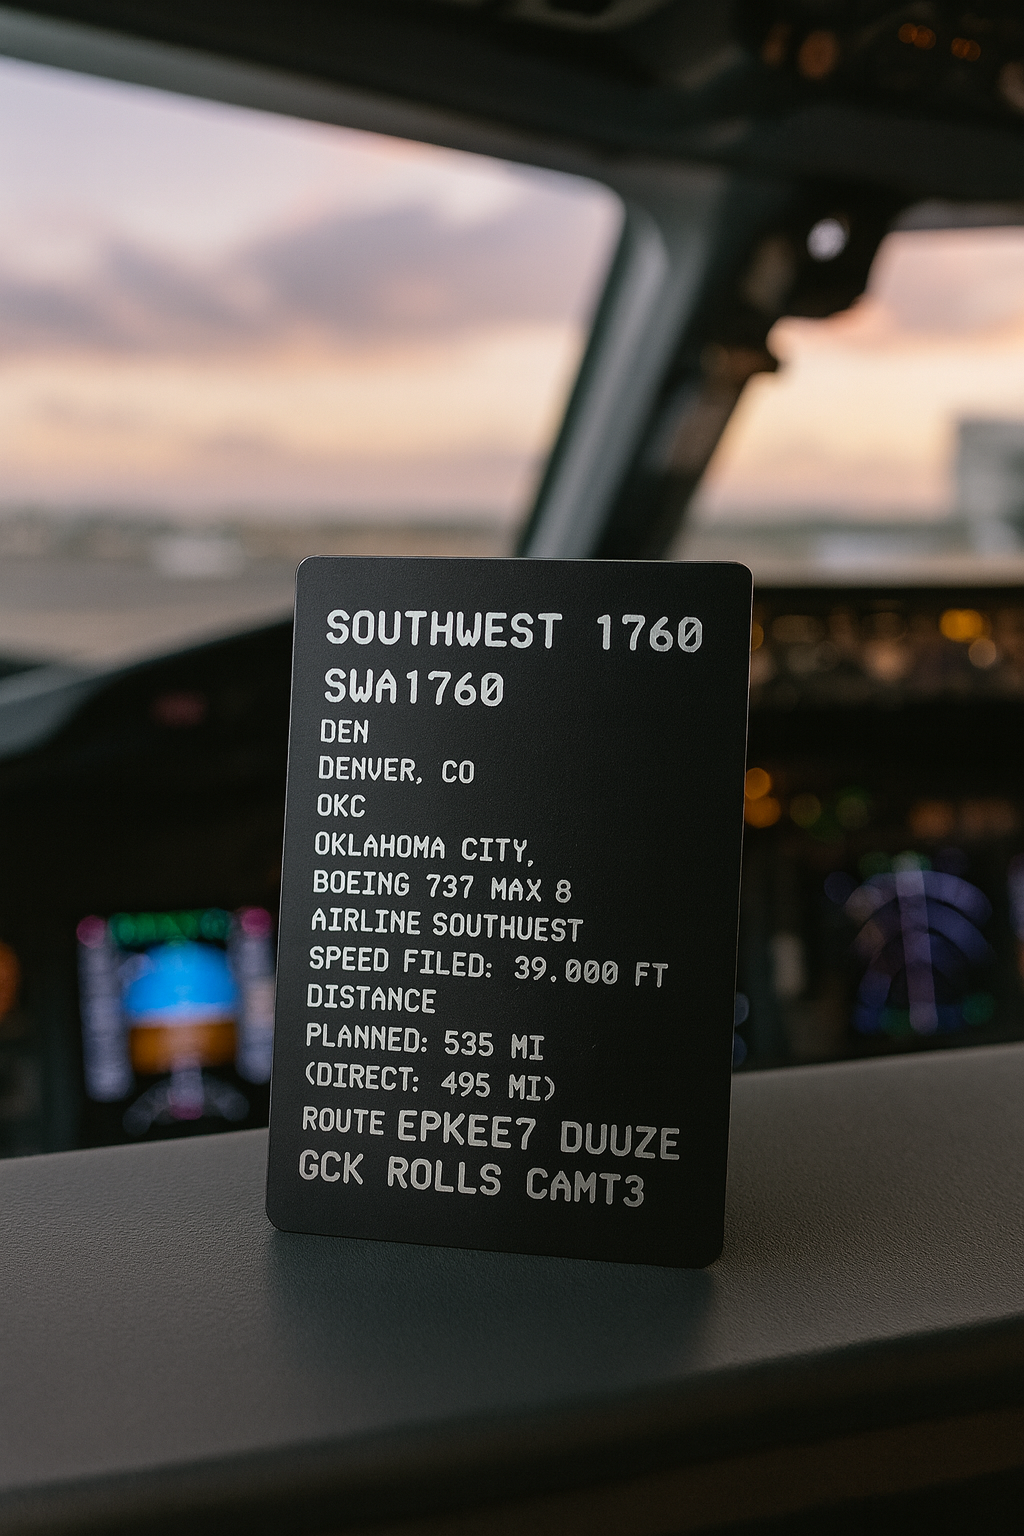 SOUTHWEST 1760
SWA1760
DEN
DENVER, CO
OKC
OKLAHOMA CITY,
BOEING 737 MAX 8
AIRLINE SOUTHUEST
SPEED FILED: 39.000 FT
DISTANCE
PLANNED: 535 MI
(DIRECT: 495 MI)
ROUTE EPKEE7 DUUZE
GCK ROLLS CAMT3